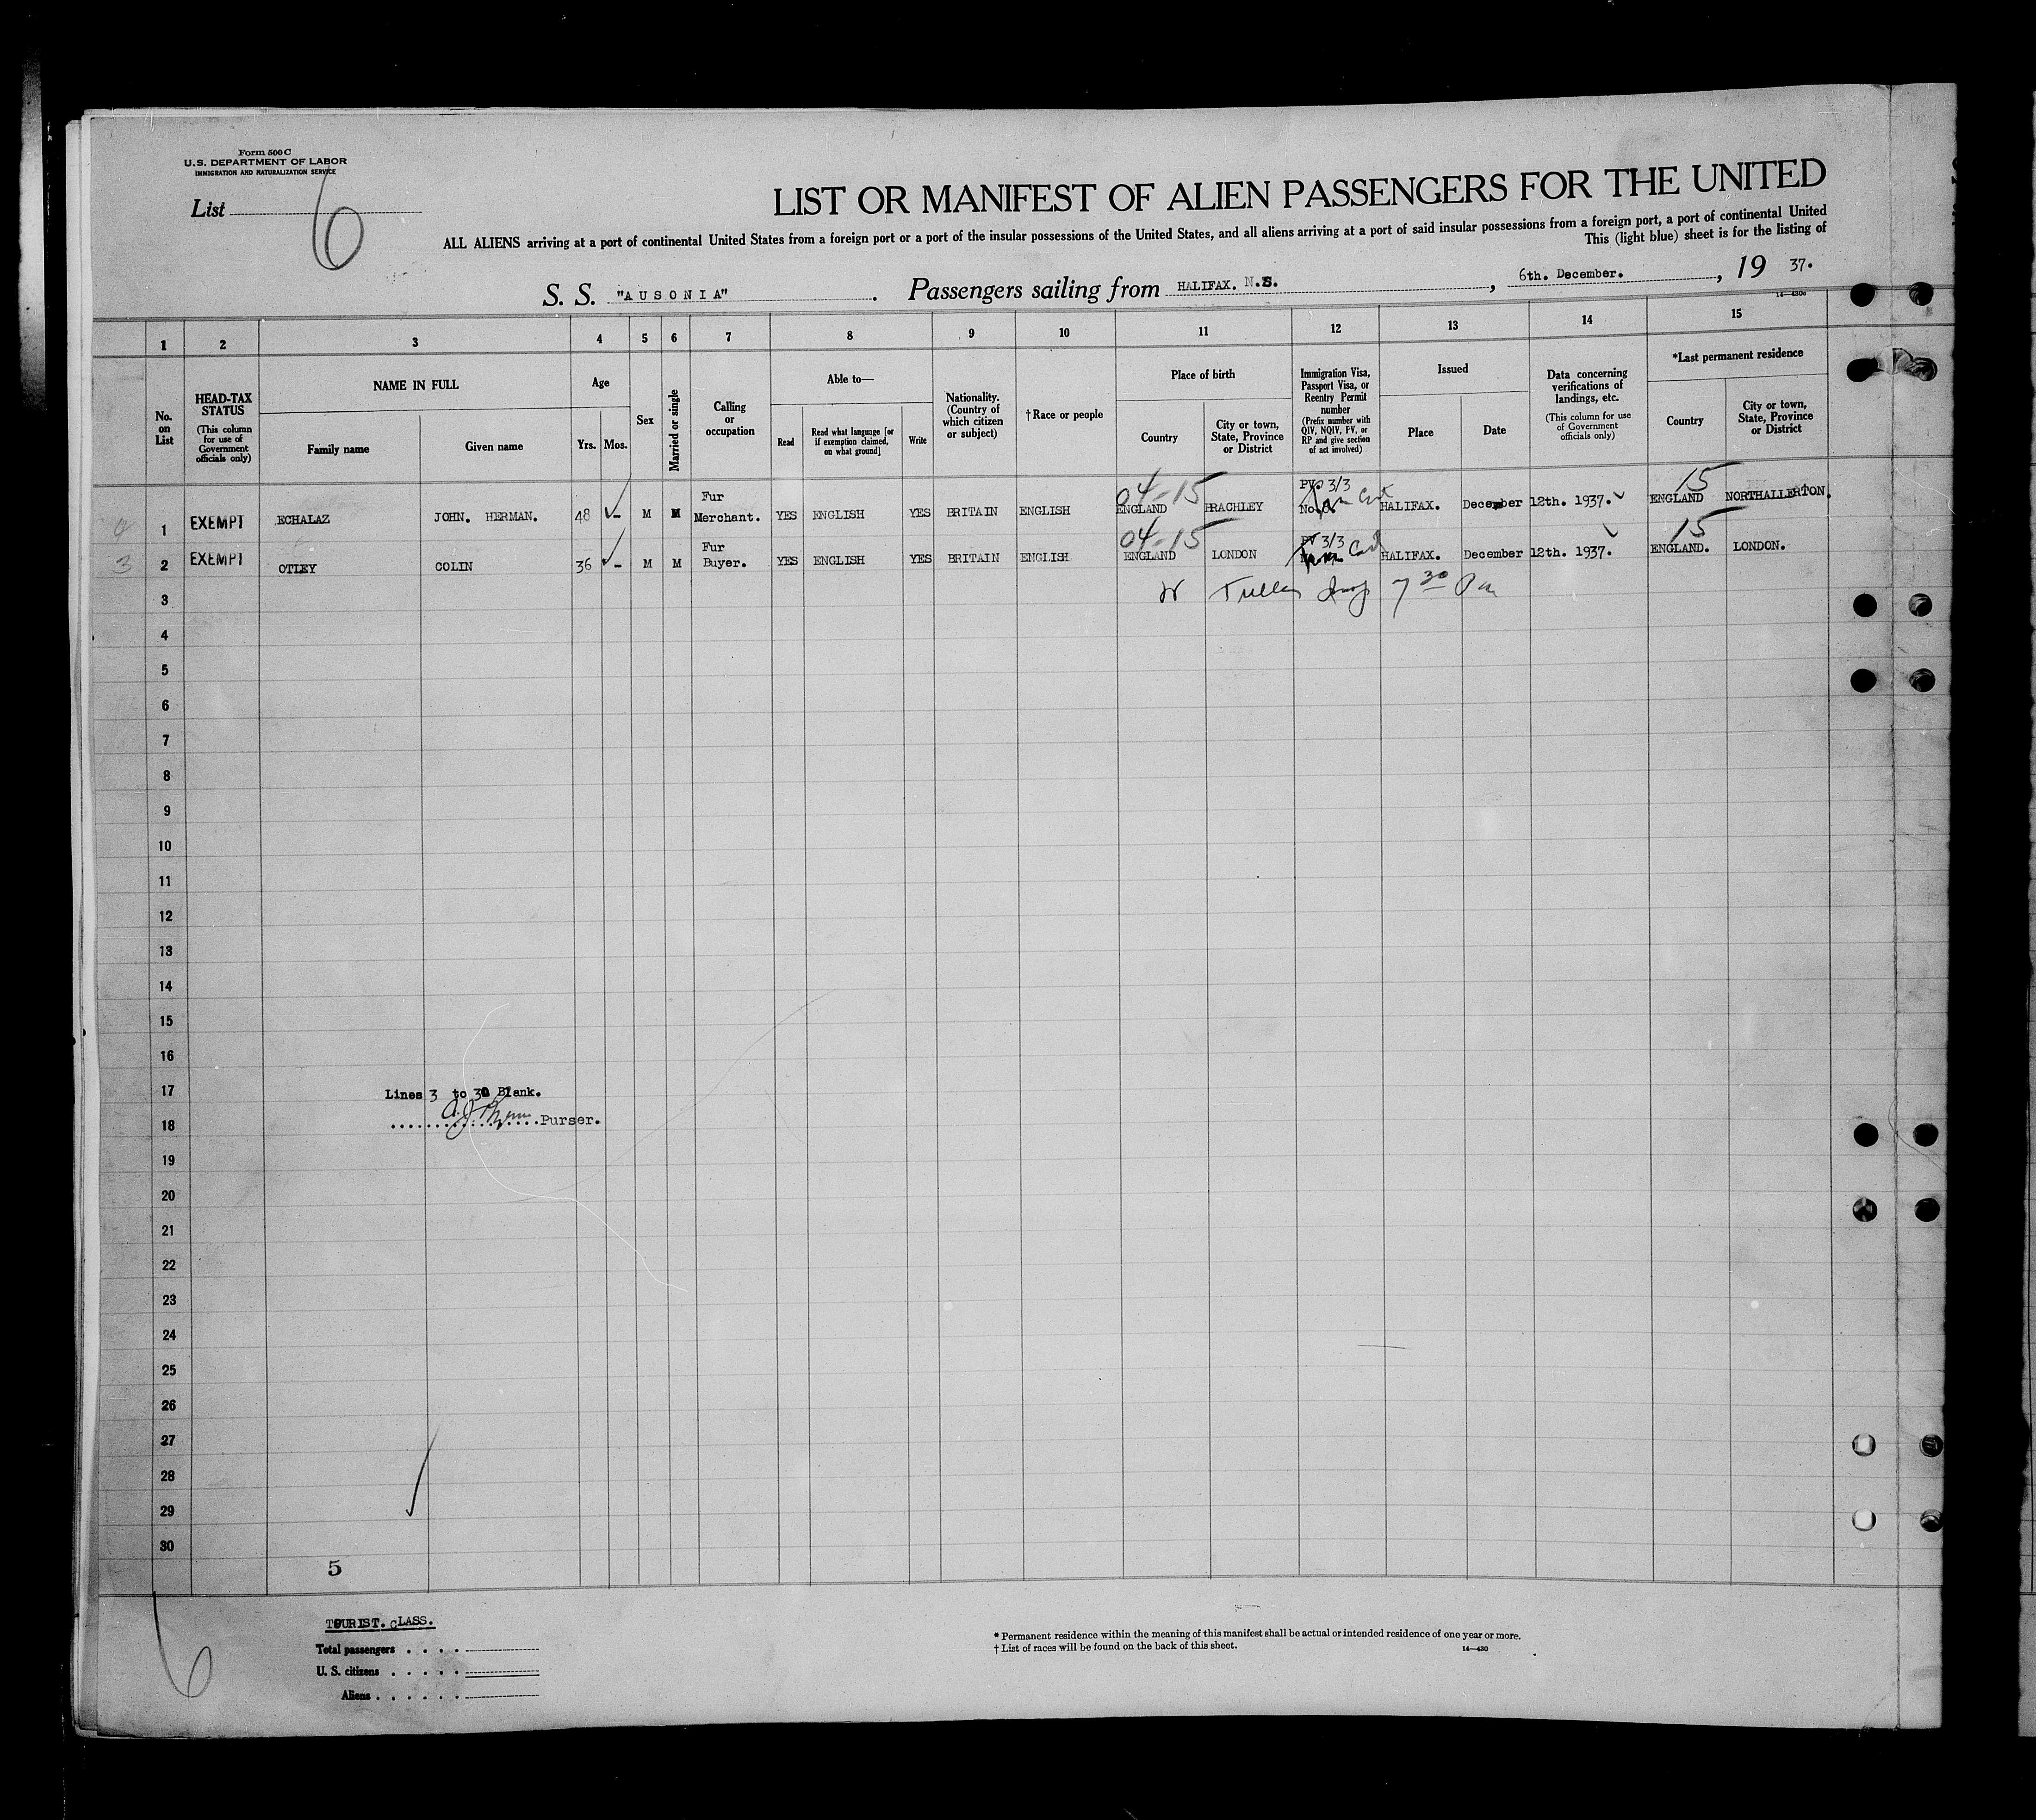 Form 500 C
U.S. DEPARTMENT OF LABOR
IMMIGRATION AND NATURALIZATION SERVICE
List 6
LIST OR MANIFEST OF ALIEN PASSENGERS FOR THE UNITED
ALL ALIENS arriving at a port of continental United States from a foreign port or a port of the insular possessions of the United States, and all aliens arriving at a port of said insular possessions from a foreign port, a port of continental United
This (light blue) sheet is for the listing of
S. S. "AUSONIA". Passengers sailing from HALIFAX. N.S., 6th. December., 19 37.
14—430c
1 2 3 4 5 6 7 8 9 10 11 12 13 14 15
No. on List
HEAD-TAX STATUS
(This column for use of Government officials only)
NAME IN FULL
Family name
Given name
Age
Yrs. Mos.
Sex
Married or single
Calling or occupation
Able to—
Read
Read what language [or if exemption claimed, on what ground]
Write
Nationality. (Country of which citizen or subject)
†Race or people
Place of birth
Country
City or town, State, Province or District
Immigration Visa, Passport Visa, or Reentry Permit number
(Prefix number with QIV, NQIV, PV, or RP and give section of act involved)
Issued
Place
Date
Data concerning verifications of landings, etc.
(This column for use of Government officials only)
*Last permanent residence
Country
City or town, State, Province or District
04-15 15
1 EXEMPT ECHALAZ JOHN. HERMAN. 48 - M M Fur Merchant. YES ENGLISH YES BRITAIN ENGLISH ENGLAND BRACHLEY 3/3 HALIFAX. December 12th. 1937. ENGLAND NORTHALLERTON.
04-15 15
3 2 EXEMPT OTLEY COLIN 36 - M M Fur Buyer. YES ENGLISH YES BRITAIN ENGLISH ENGLAND LONDON PV 3/3 Card HALIFAX. December 12th. 1937. ENGLAND. LONDON.
3
4
5
6
7
8
9
10
11
12
13
14
15
16
17
Lines 3 to 30 Blank.
18
Purser.
19
20
21
22
23
24
25
26
27
28
29
30
5
6
TOURIST. CLASS.
Total passengers . . . .
U. S. citizens . . . . .
Aliens . . . . . .
* Permanent residence within the meaning of this manifest shall be actual or intended residence of one year or more.
† List of races will be found on the back of this sheet.
14—430